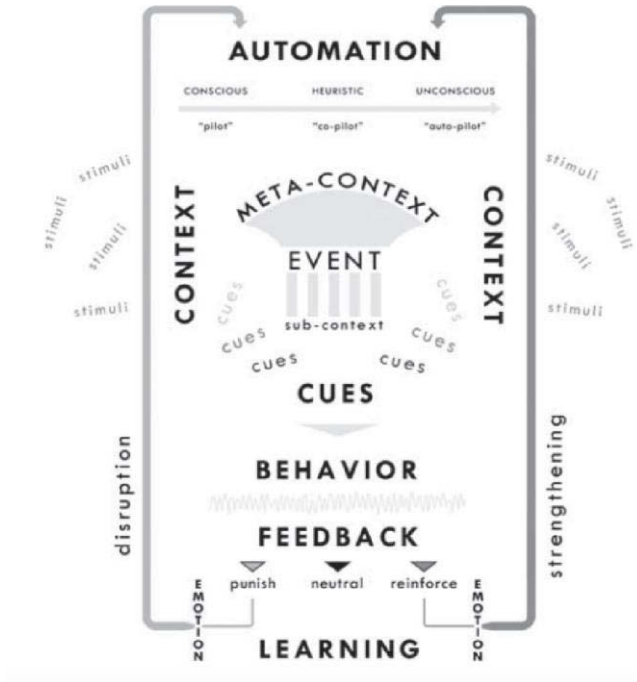 AUTOMATION
CONSCIOUS HEURISTIC UNCONSCIOUS
"pilot" "co-pilot" "auto-pilot"
stimuli
stimuli
stimuli
stimuli
CONTEXT
META-CONTEXT
EVENT
sub-context
cues
cues
cues
cues
cues
cues
CONTEXT
stimuli
stimuli
stimuli
stimuli
CUES
disruption
BEHAVIOR
strengthening
FEEDBACK
punish neutral reinforce
EMOTION
LEARNING
EMOTION